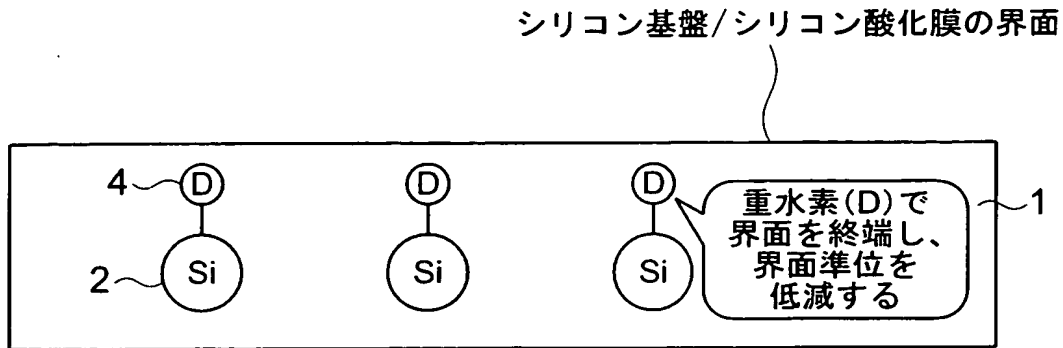 シリコン基盤/シリコン酸化膜の界面
4 D D D
重水素(D)で
界面を終端し、
界面準位を
低減する
1
2 Si Si Si